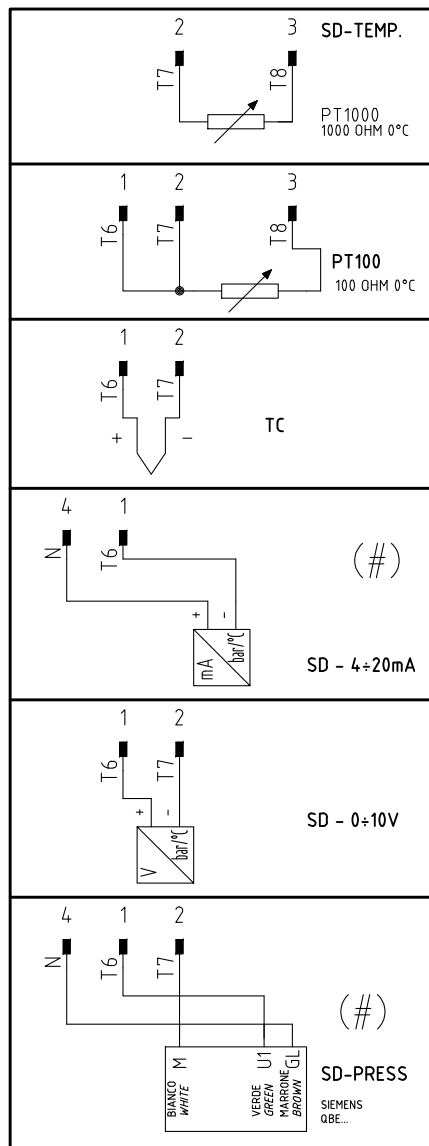 2 3 SD-TEMP.
T7 T8
PT1000
1000 OHM 0°C
1 2 3
T6 T7 T8
PT100
100 OHM 0°C
1 2
T6 T7
+ -
TC
4 1
N T6
(#)
+ -
mA bar/°C
SD - 4÷20mA
1 2
T6 T7
+ -
V bar/°C
SD - 0÷10V
4 1 2
N T6 T7
(#)
M U1 GL
BIANCO VERDE MARRONE
WHITE GREEN BROWN
SD-PRESS
SIEMENS
QBE...